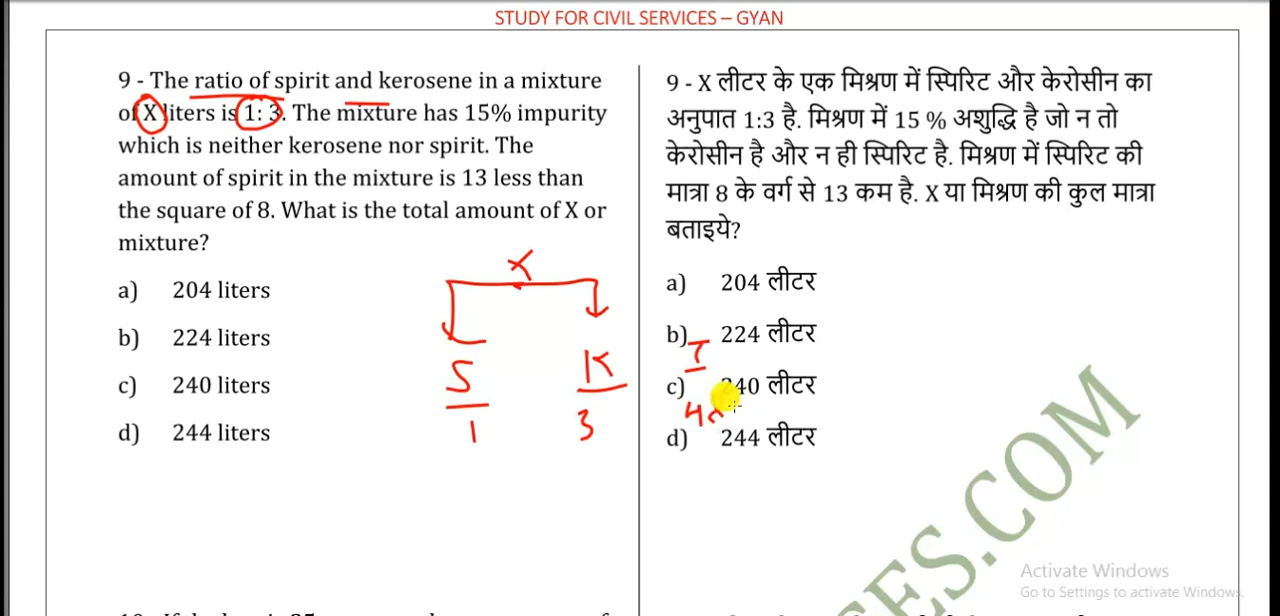 STUDY FOR CIVIL SERVICES – GYAN
9 - The ratio of spirit and kerosene in a mixture
of X liters is 1: 3. The mixture has 15% impurity
which is neither kerosene nor spirit. The
amount of spirit in the mixture is 13 less than
the square of 8. What is the total amount of X or
mixture?
a) 204 liters
b) 224 liters
c) 240 liters
d) 244 liters
X
S K
1 3
9 - X लीटर के एक मिश्रण में स्पिरिट और केरोसीन का
अनुपात 1:3 है. मिश्रण में 15 % अशुद्धि है जो न तो
केरोसीन है और न ही स्पिरिट है. मिश्रण में स्पिरिट की
मात्रा 8 के वर्ग से 13 कम है. X या मिश्रण की कुल मात्रा
बताइये?
a) 204 लीटर
b) 224 लीटर
T
c) 240 लीटर
4
d) 244 लीटर
ES.COM
Activate Windows
Go to Settings to activate Windows.